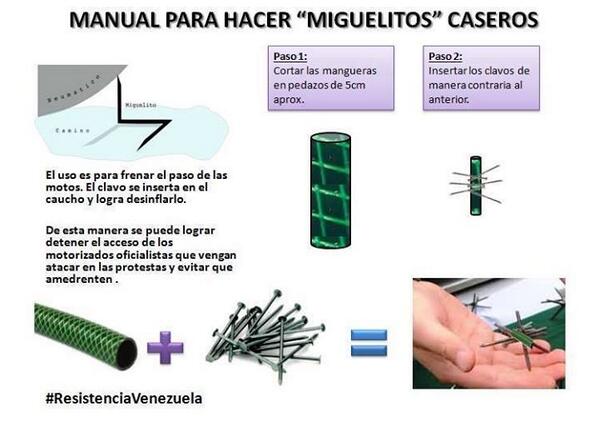 MANUAL PARA HACER “MIGUELITOS” CASEROS
Neumatico
Miguelito
Camino
Paso 1:
Cortar las mangueras
en pedazos de 5cm
aprox.
Paso 2:
Insertar los clavos de
manera contraria al
anterior.
El uso es para frenar el paso de las
motos. El clavo se inserta en el
caucho y logra desinflarlo.
De esta manera se puede lograr
detener el acceso de los
motorizados oficialistas que vengan
atacar en las protestas y evitar que
amedrenten .
#ResistenciaVenezuela